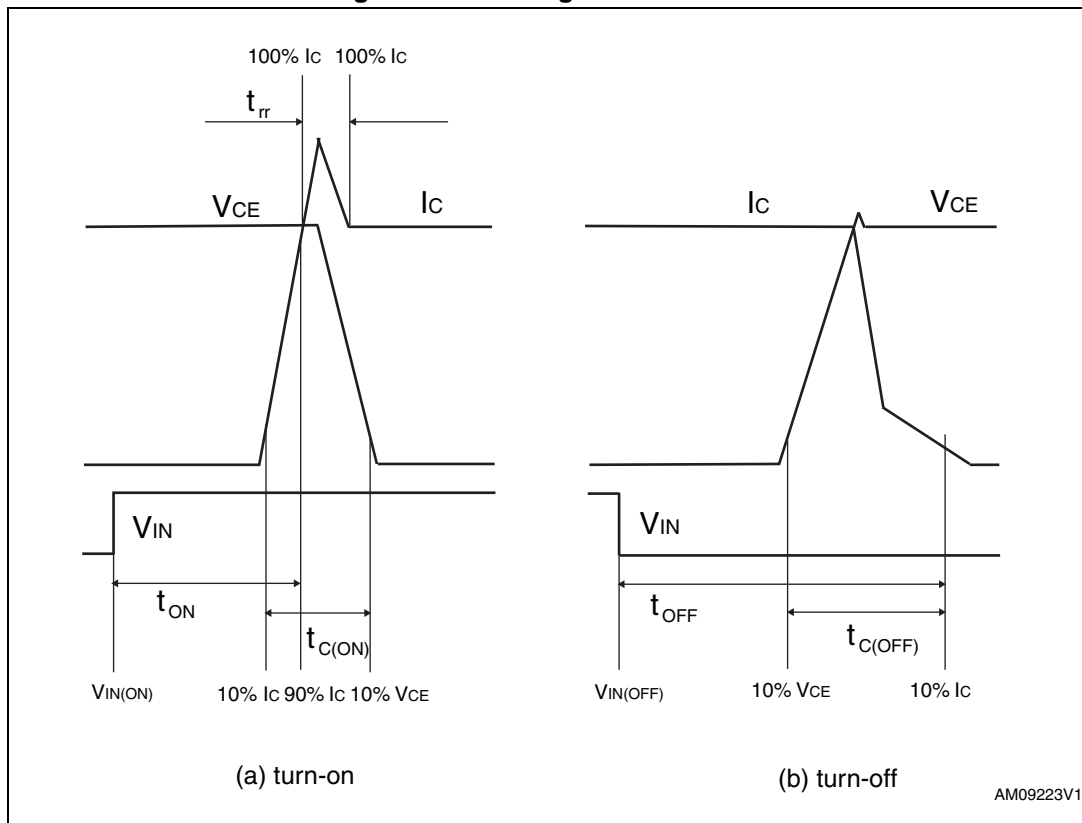 100% IC 100% IC
trr
VCE IC
IC VCE
VIN
VIN
tON
tC(ON)
tOFF
tC(OFF)
VIN(ON) 10% IC 90% IC 10% VCE
VIN(OFF) 10% VCE 10% IC
(a) turn-on
(b) turn-off
AM09223V1